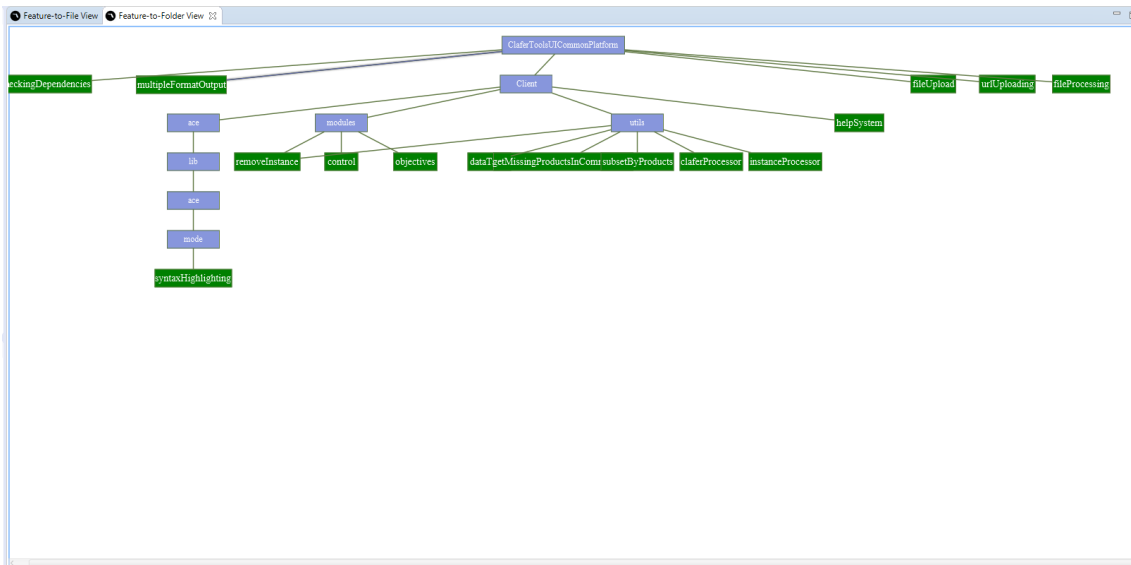 Feature-to-File View
Feature-to-Folder View
ClaferToolsUICommonPlatform
eckingDependencies
multipleFormatOutput
Client
fileUpload
urlUploading
fileProcessing
ace
modules
utils
helpSystem
lib
removeInstance
control
objectives
dataTgetMissingProductsInCom
subsetByProducts
claferProcessor
instanceProcessor
ace
mode
syntaxHighlighting